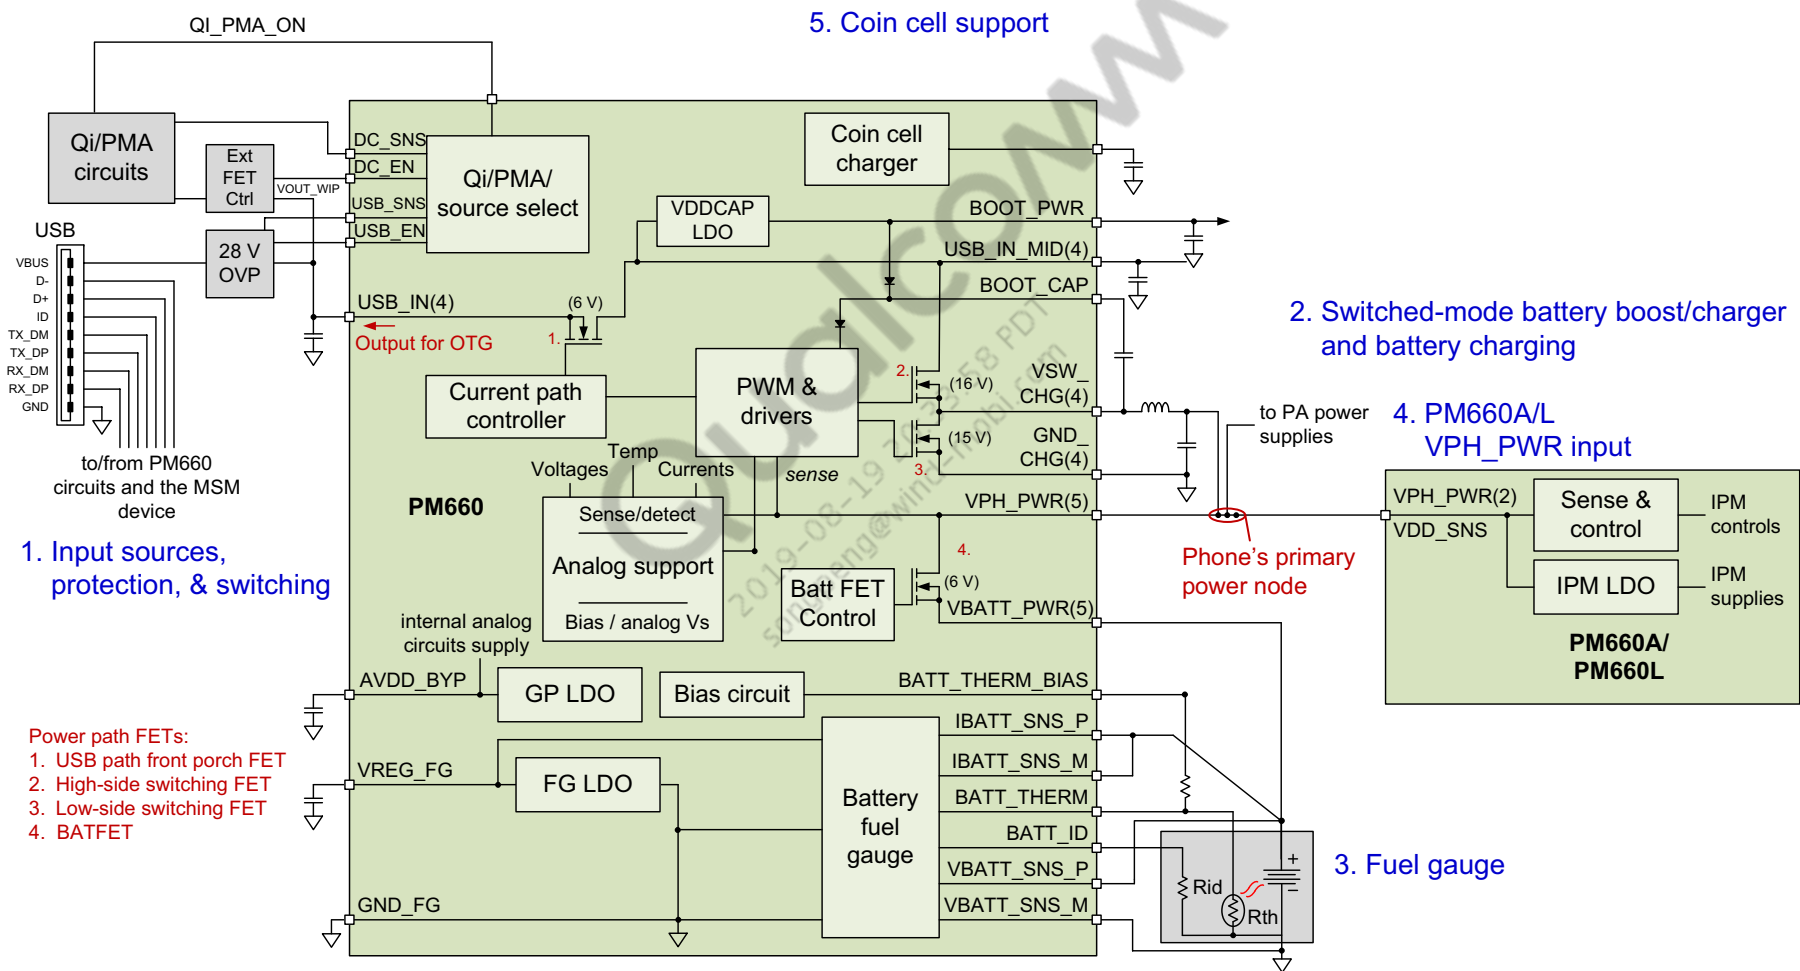 QI_PMA_ON
5. Coin cell support
Qi/PMA
circuits
Ext
FET
Ctrl
VOUT_WIP
DC_SNS
DC_EN
USB_SNS
USB_EN
Qi/PMA/
source select
Coin cell
charger
USB
VBUS
D-
D+
ID
TX_DM
TX_DP
RX_DM
RX_DP
GND
28 V
OVP
VDDCAP
LDO
BOOT_PWR
USB_IN_MID(4)
BOOT_CAP
USB_IN(4)
(6 V)
1.
Output for OTG
Current path
controller
PWM &
drivers
2.
(16 V)
VSW_
CHG(4)
(15 V)
3.
GND_
CHG(4)
2. Switched-mode battery boost/charger
and battery charging
to PA power
supplies
4. PM660A/L
VPH_PWR input
to/from PM660
circuits and the MSM
device
Voltages
Temp
Currents
sense
PM660
Sense/detect
Analog support
Bias / analog Vs
VPH_PWR(5)
4.
(6 V)
Batt FET
Control
VBATT_PWR(5)
Phone's primary
power node
VPH_PWR(2)
VDD_SNS
Sense &
control
IPM
controls
IPM LDO
IPM
supplies
PM660A/
PM660L
1. Input sources,
protection, & switching
internal analog
circuits supply
AVDD_BYP
GP LDO
Bias circuit
BATT_THERM_BIAS
Power path FETs:
1. USB path front porch FET
2. High-side switching FET
3. Low-side switching FET
4. BATFET
VREG_FG
FG LDO
GND_FG
Battery
fuel
gauge
IBATT_SNS_P
IBATT_SNS_M
BATT_THERM
BATT_ID
VBATT_SNS_P
VBATT_SNS_M
Rid
Rth
+
−
3. Fuel gauge
Qualcomm
2019-08-19 20:33:58 PDT